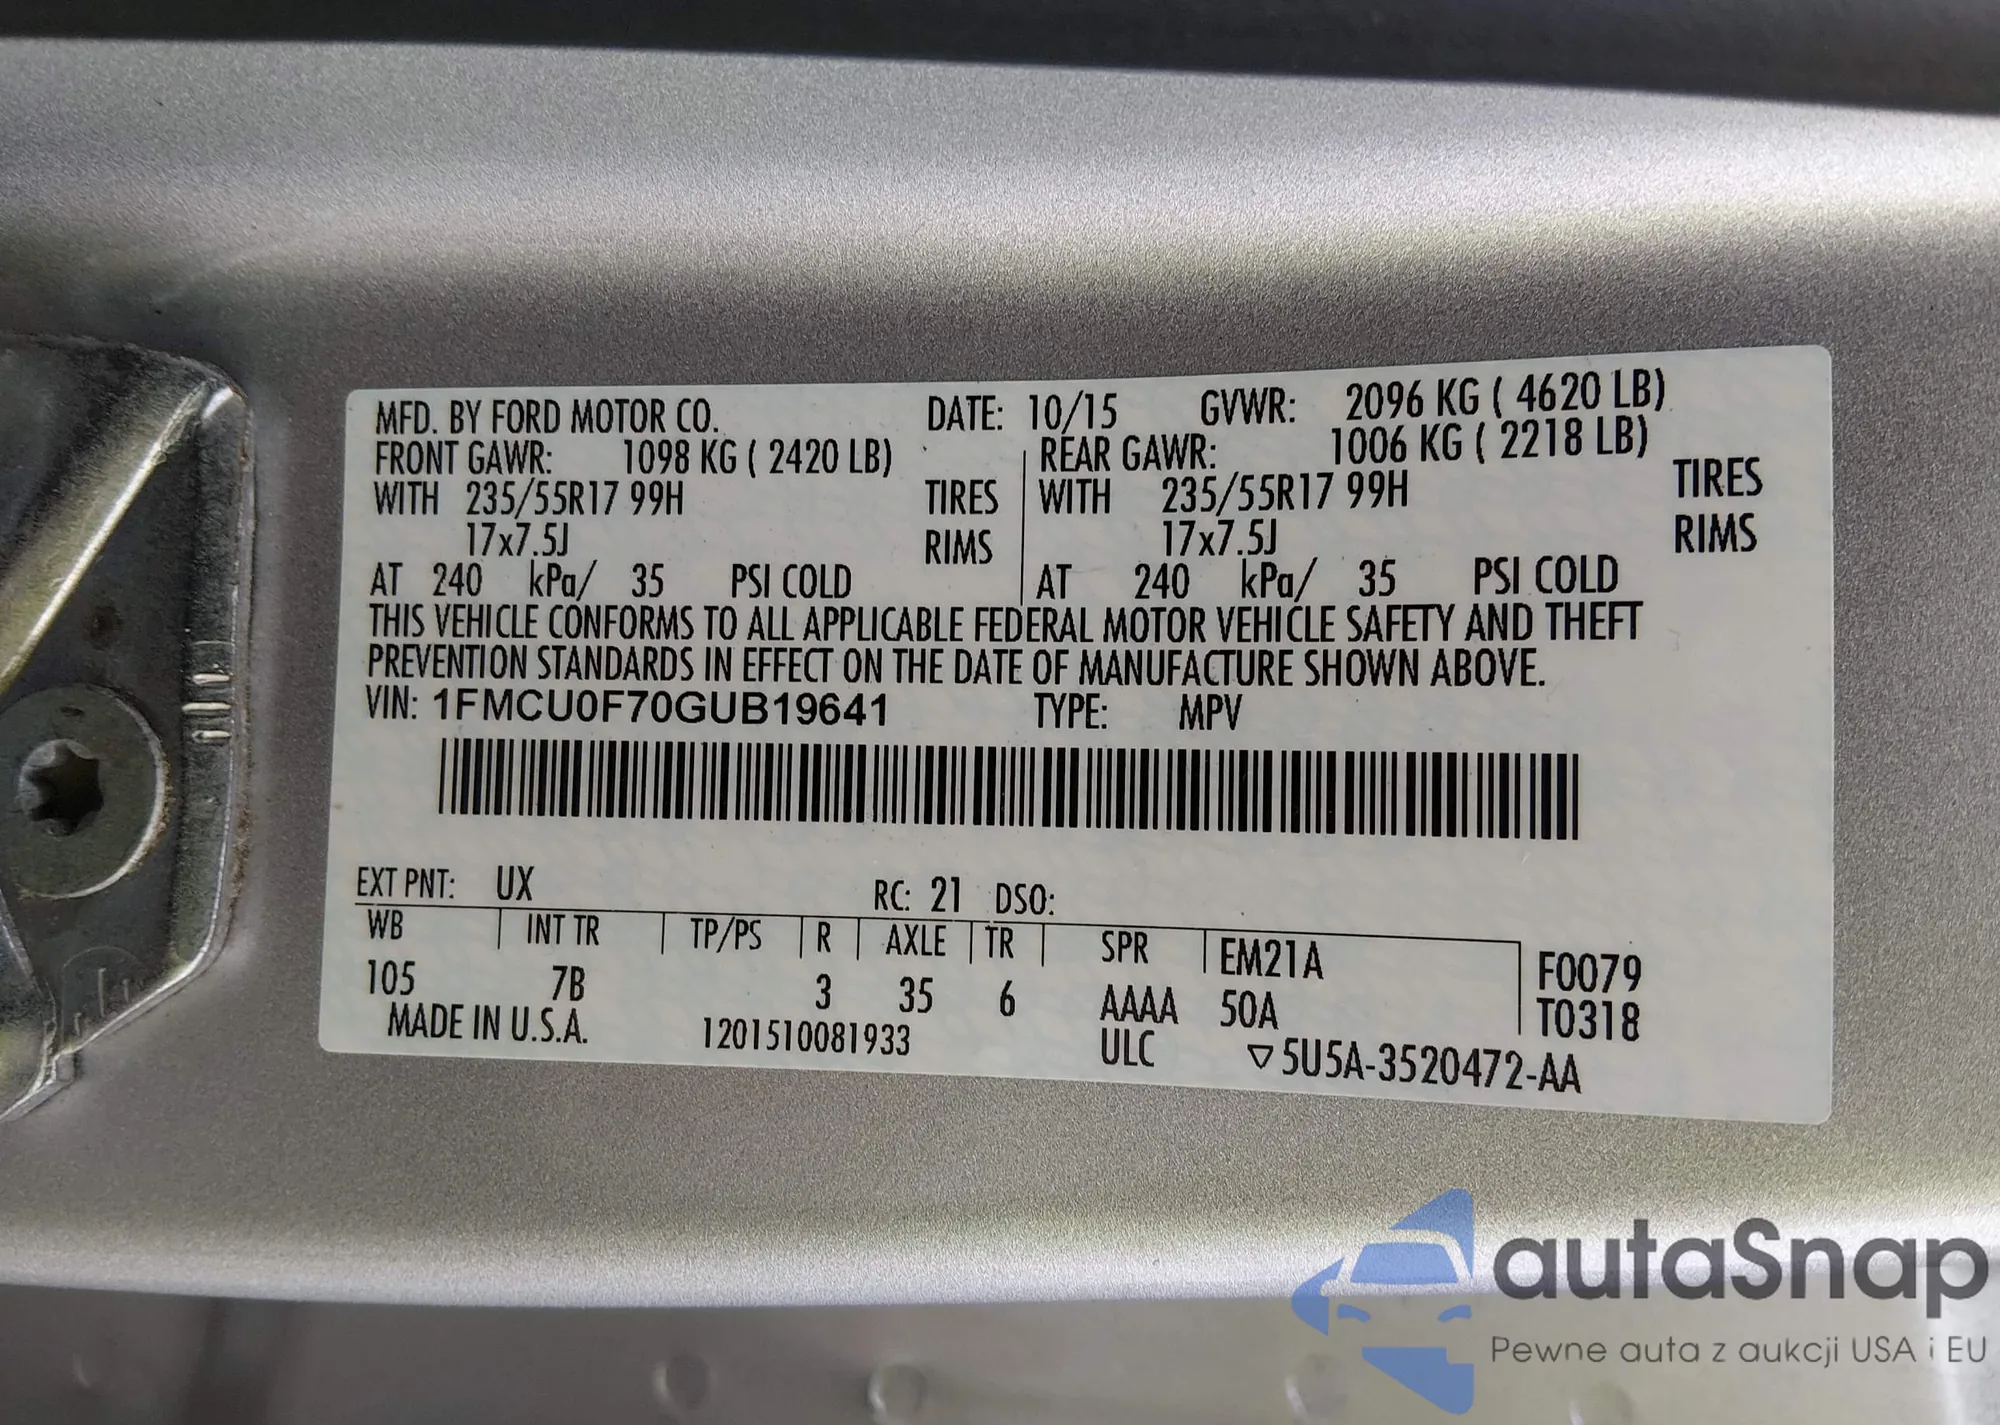 MFD. BY FORD MOTOR CO. DATE: 10/15 GVWR: 2096 KG ( 4620 LB)
FRONT GAWR: 1098 KG ( 2420 LB) REAR GAWR: 1006 KG ( 2218 LB)
WITH 235/55R17 99H TIRES WITH 235/55R17 99H TIRES
17x7.5J RIMS 17x7.5J RIMS
AT 240 kPa/ 35 PSI COLD AT 240 kPa/ 35 PSI COLD
THIS VEHICLE CONFORMS TO ALL APPLICABLE FEDERAL MOTOR VEHICLE SAFETY AND THEFT
PREVENTION STANDARDS IN EFFECT ON THE DATE OF MANUFACTURE SHOWN ABOVE.
VIN: 1FMCU0F70GUB19641 TYPE: MPV
EXT PNT: UX RC: 21 DSO:
WB INT TR TP/PS R AXLE TR SPR EM21A F0079
105 7B 3 35 6 AAAA 50A T0318
MADE IN U.S.A. 1201510081933 ULC ▽5U5A-3520472-AA
autaSnap
Pewne auta z aukcji USA i EU